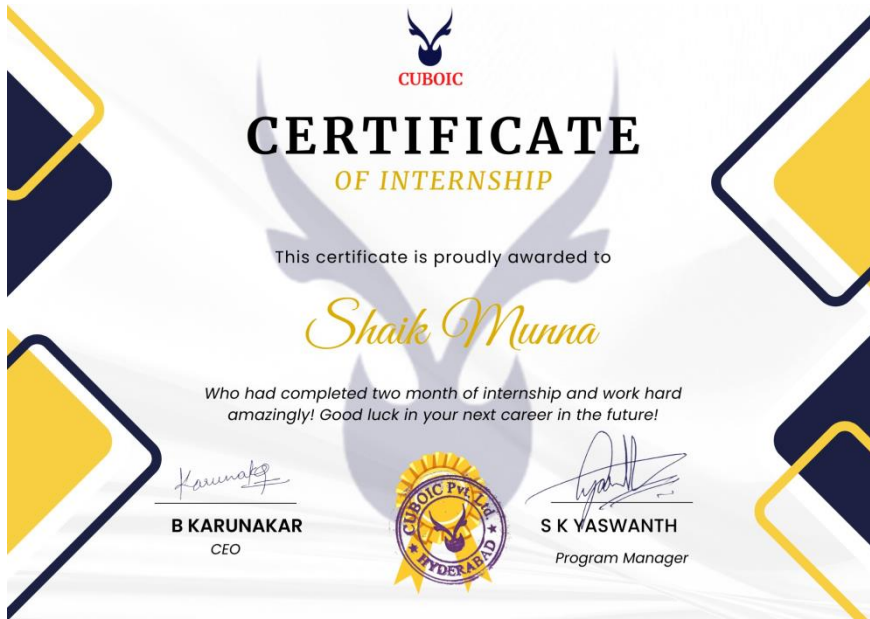 CUBOIC
CERTIFICATE
OF INTERNSHIP
This certificate is proudly awarded to
Shaik Munna
Who had completed two month of internship and work hard
amazingly! Good luck in your next career in the future!
Karunakar
B KARUNAKAR
CEO
CUBOIC Pvt. Ltd.
HYDERABAD
S K YASWANTH
Program Manager